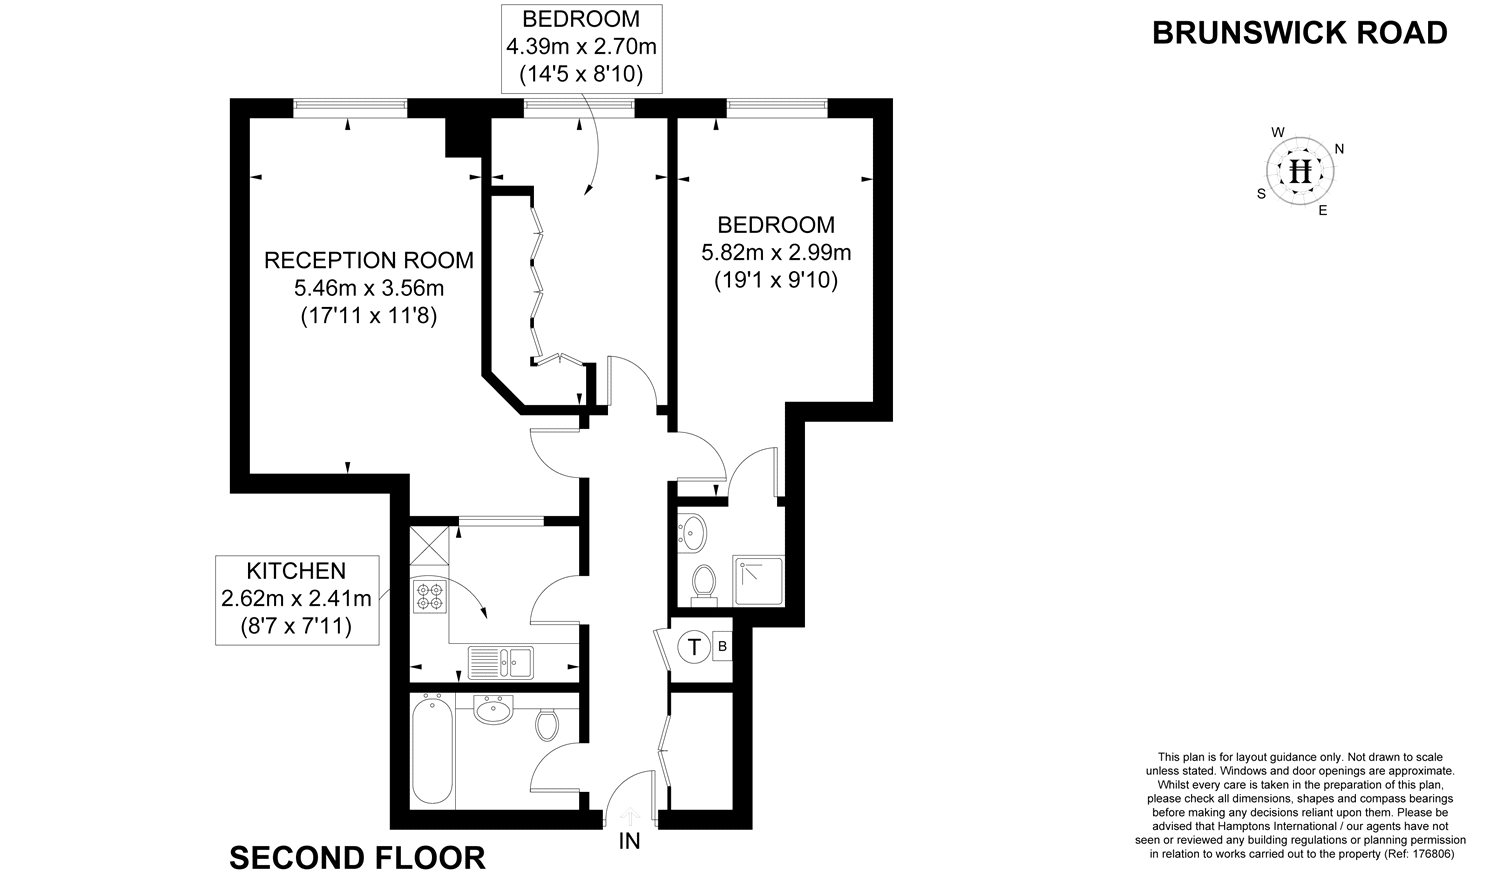 BEDROOM
4.39m x 2.70m
(14'5 x 8'10)
BRUNSWICK ROAD
W
N
H
S
E
BEDROOM
5.82m x 2.99m
(19'1 x 9'10)
RECEPTION ROOM
5.46m x 3.56m
(17'11 x 11'8)
KITCHEN
2.62m x 2.41m
(8'7 x 7'11)
T
B
IN
SECOND FLOOR
This plan is for layout guidance only. Not drawn to scale
unless stated. Windows and door openings are approximate.
Whilst every care is taken in the preparation of this plan,
please check all dimensions, shapes and compass bearings
before making any decisions reliant upon them. Please be
advised that Hamptons International / our agents have not
seen or reviewed any building regulations or planning permission
in relation to works carried out to the property (Ref: 176806)